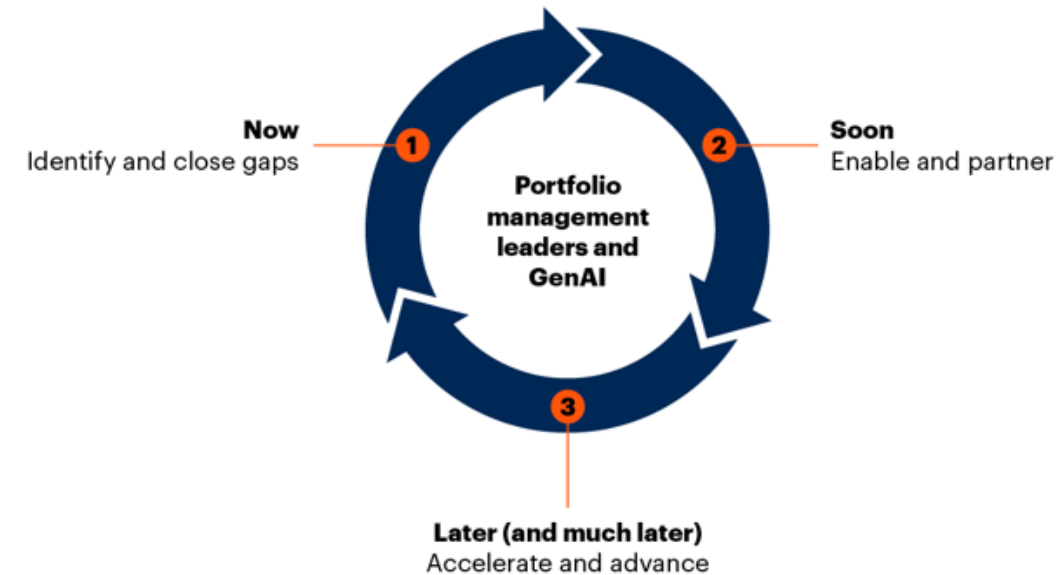 Now
Identify and close gaps
1
2
Soon
Enable and partner
Portfolio
management
leaders and
GenAI
3
Later (and much later)
Accelerate and advance